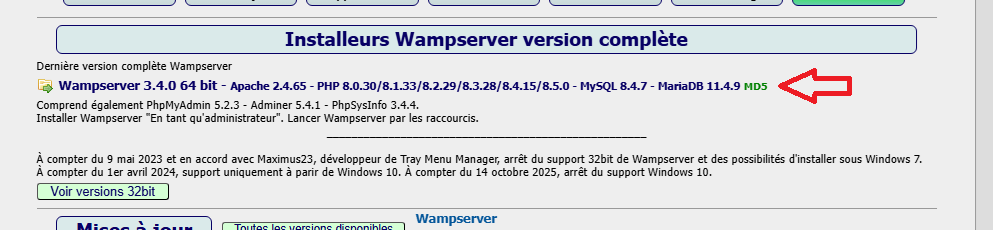 Installeurs Wampserver version complète
Dernière version complète Wampserver
Wampserver 3.4.0 64 bit - Apache 2.4.65 - PHP 8.0.30/8.1.33/8.2.29/8.3.28/8.4.15/8.5.0 - MySQL 8.4.7 - MariaDB 11.4.9 MD5
Comprend également PhpMyAdmin 5.2.3 - Adminer 5.4.1 - PhpSysInfo 3.4.4.
Installer Wampserver "En tant qu'administrateur". Lancer Wampserver par les raccourcis.
À compter du 9 mai 2023 et en accord avec Maximus23, développeur de Tray Menu Manager, arrêt du support 32bit de Wampserver et des possibilités d'installer sous Windows 7.
À compter du 1er avril 2024, support uniquement à parir de Windows 10. À compter du 14 octobre 2025, arrêt du support Windows 10.
Voir versions 32bit
Wampserver
Mises à jour
Toutes les versions disponibles